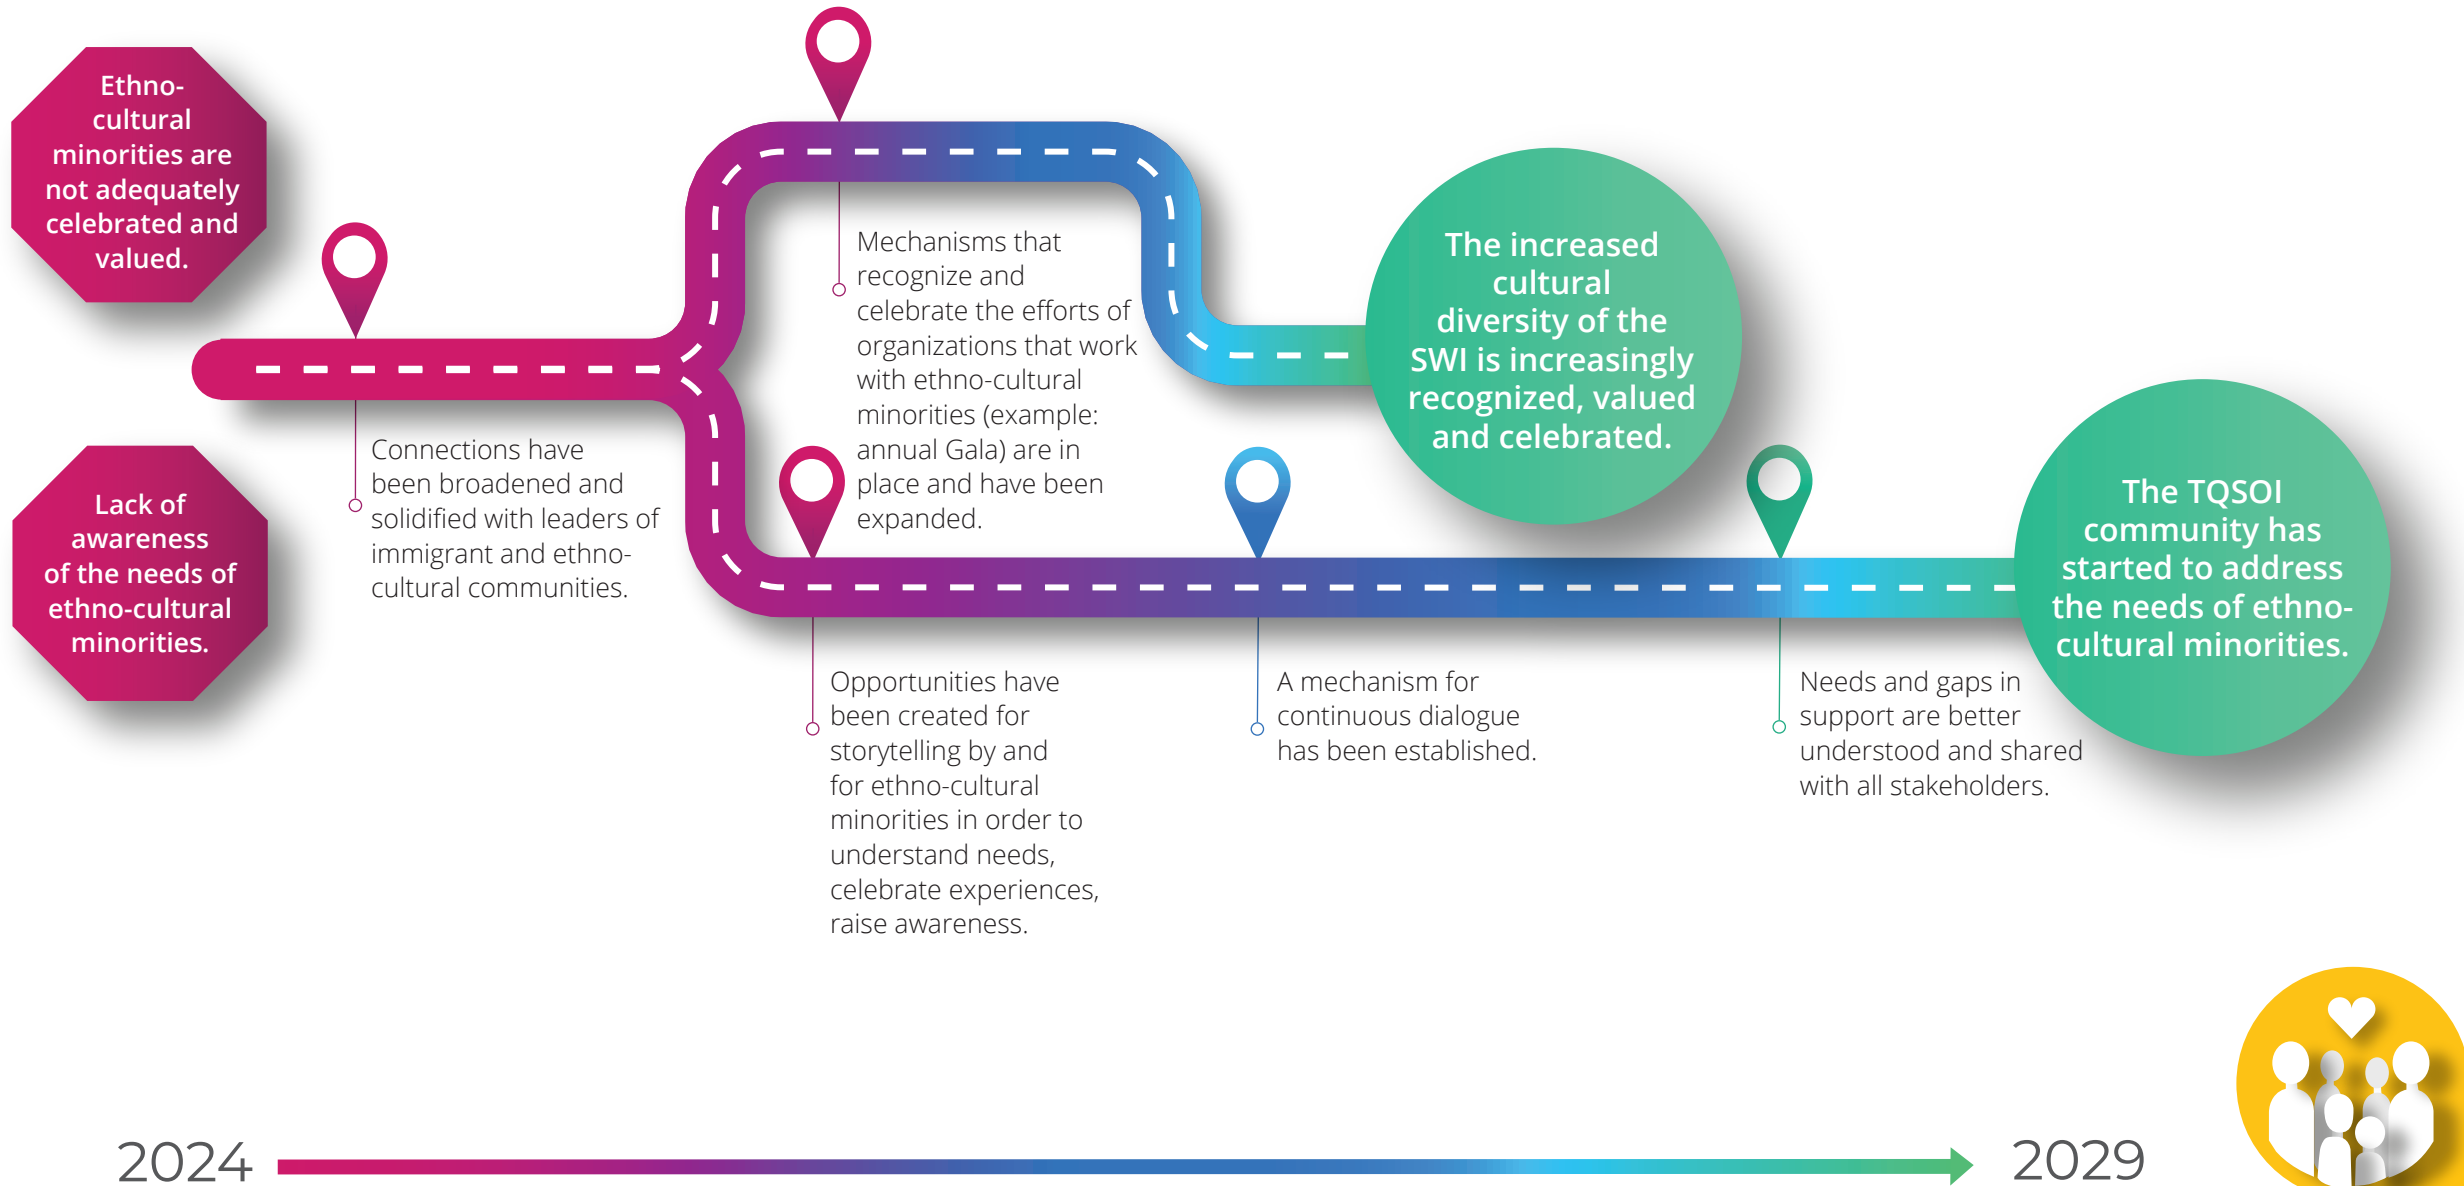 Ethno-
cultural
minorities are
not adequately
celebrated and
valued.
Lack of
awareness
of the needs of
ethno-cultural
minorities.
Connections have
been broadened and
solidified with leaders of
immigrant and ethno-
cultural communities.
Mechanisms that
recognize and
celebrate the efforts of
organizations that work
with ethno-cultural
minorities (example:
annual Gala) are in
place and have been
expanded.
The increased
cultural
diversity of the
SWI is increasingly
recognized, valued
and celebrated.
Opportunities have
been created for
storytelling by and
for ethno-cultural
minorities in order to
understand needs,
celebrate experiences,
raise awareness.
A mechanism for
continuous dialogue
has been established.
Needs and gaps in
support are better
understood and shared
with all stakeholders.
The TQSOI
community has
started to address
the needs of ethno-
cultural minorities.
2024
2029